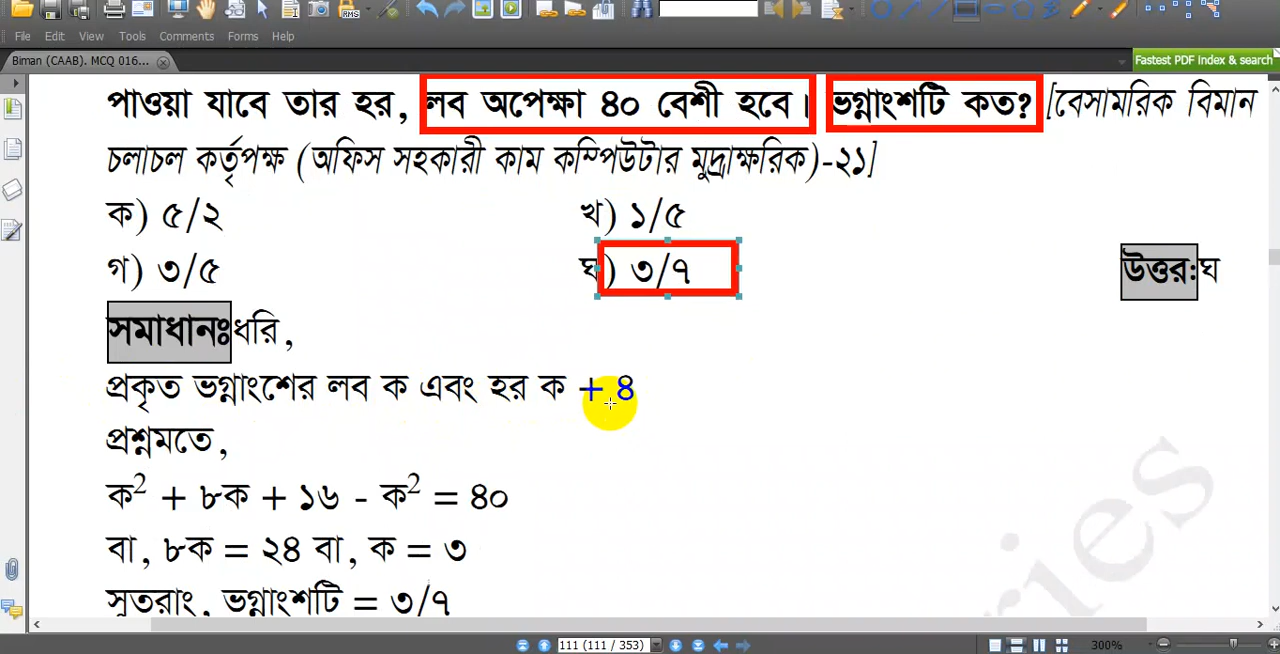 File Edit View Tools Comments Forms Help
Biman (CAAB). MCQ 016...
Fastest PDF Index & search
পাওয়া যাবে তার হর, লব অপেক্ষা ৪০ বেশী হবে। ভগ্নাংশটি কত? [বেসামরিক বিমান
চলাচল কর্তৃপক্ষ (অফিস সহকারী কাম কম্পিউটার মুদ্রাক্ষরিক)-২১]
ক) ৫/২ খ) ১/৫
গ) ৩/৫ ঘ) ৩/৭ উত্তর:ঘ
সমাধানঃধরি,
প্রকৃত ভগ্নাংশের লব ক এবং হর ক + ৪
প্রশ্নমতে,
ক² + ৮ক + ১৬ - ক² = ৪০
বা, ৮ক = ২৪ বা, ক = ৩
সুতরাং, ভগ্নাংশটি = ৩/৭
ries
111 (111 / 353) 300%